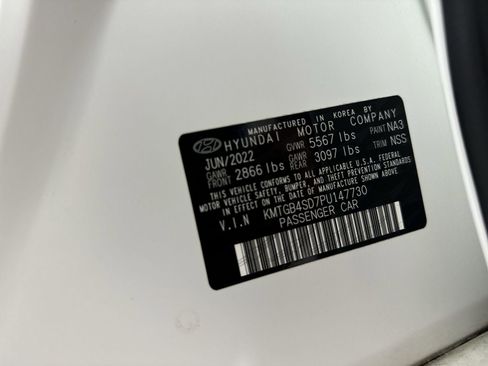 MANUFACTURED IN KOREA BY
HYUNDAI MOTOR COMPANY
JUN/2022 GVWR 5567 lbs PAINT NA3
GAWR FRONT 2866 lbs GAWR REAR 3097 lbs TRIM NSS
THIS VEHICLE CONFORMS TO ALL APPLICABLE U.S.A. FEDERAL
MOTOR VEHICLE SAFETY, BUMPER, AND THEFT PREVENTION
STANDARDS IN EFFECT ON THE DATE OF MANUFACTURE SHOWN ABOVE.
V.I.N KMTGB4SD7PU147730
PASSENGER CAR